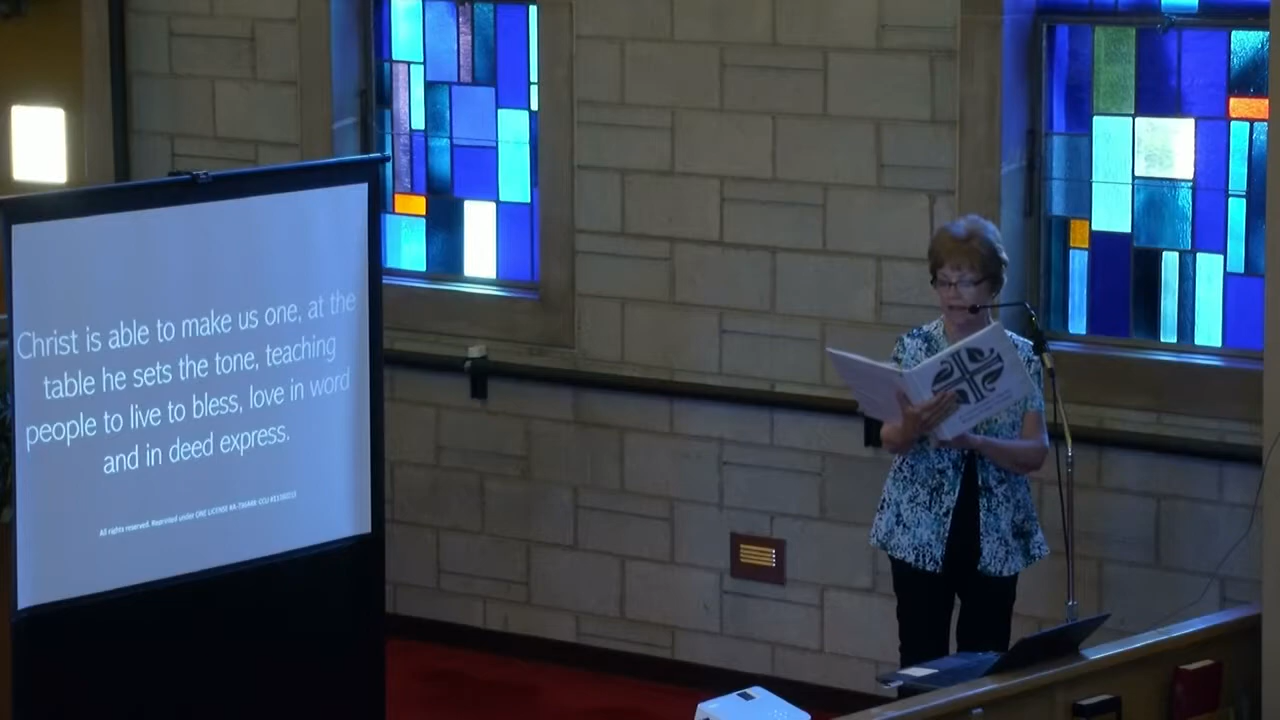 Christ is able to make us one, at the
table he sets the tone, teaching
people to live to bless, love in word
and in deed express.
All rights reserved. Reprinted under ONE LICENSE